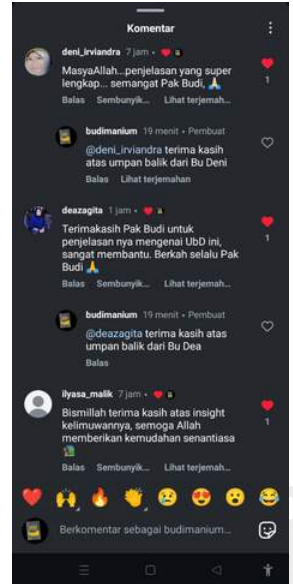 Komentar
deni_irviandra 7 jam •
MasyaAllah...penjelasan yang super
lengkap... semangat Pak Budi, 🙏
1
Balas Sembunyik... Lihat terjemah...
budimanium 19 menit • Pembuat
@deni_irviandra terima kasih
atas umpan balik dari Bu Deni
Balas Lihat terjemahan
deazagita 1 jam •
Terimakasih Pak Budi untuk
penjelasan nya mengenai UbD ini,
sangat membantu. Berkah selalu Pak
Budi 🙏
1
Balas Sembunyik... Lihat terjemah...
budimanium 19 menit • Pembuat
@deazagita terima kasih atas
umpan balik dari Bu Dea
Balas
ilyasa_malik 7 jam •
Bismillah terima kasih atas insight
kelimuwannya, semoga Allah
memberikan kemudahan senantiasa
1
Balas Sembunyik... Lihat terjemah...
Berkomentar sebagai budimanium...